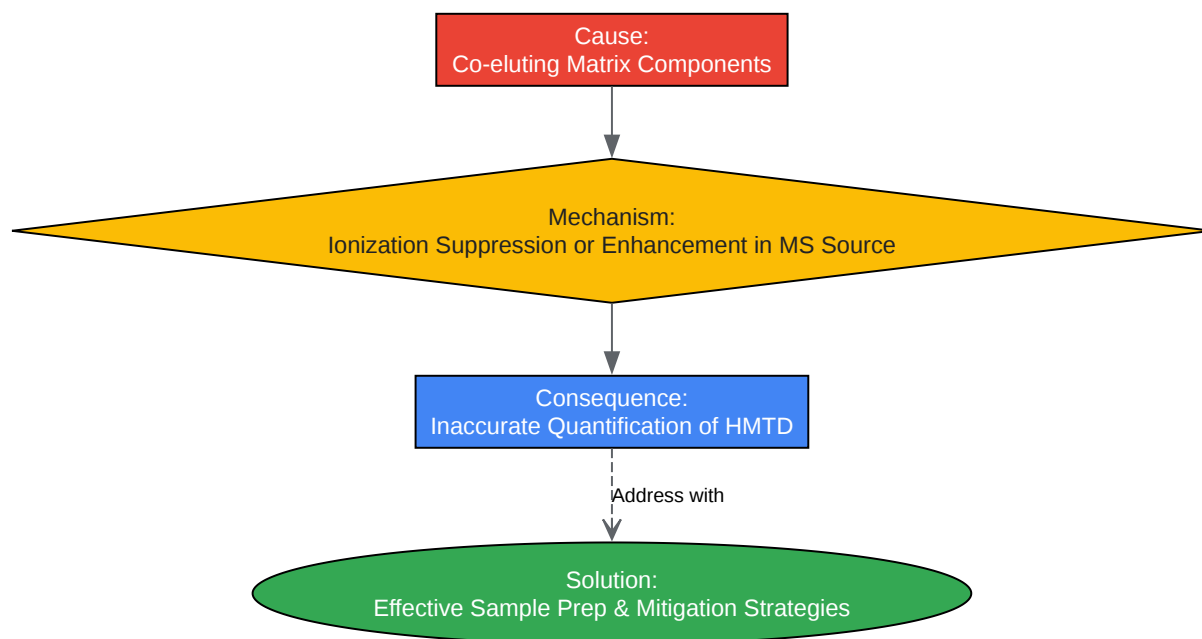 Cause:
Co-eluting Matrix Components
Mechanism:
Ionization Suppression or Enhancement in MS Source
Consequence:
Inaccurate Quantification of HMTD
Address with
Solution:
Effective Sample Prep & Mitigation Strategies